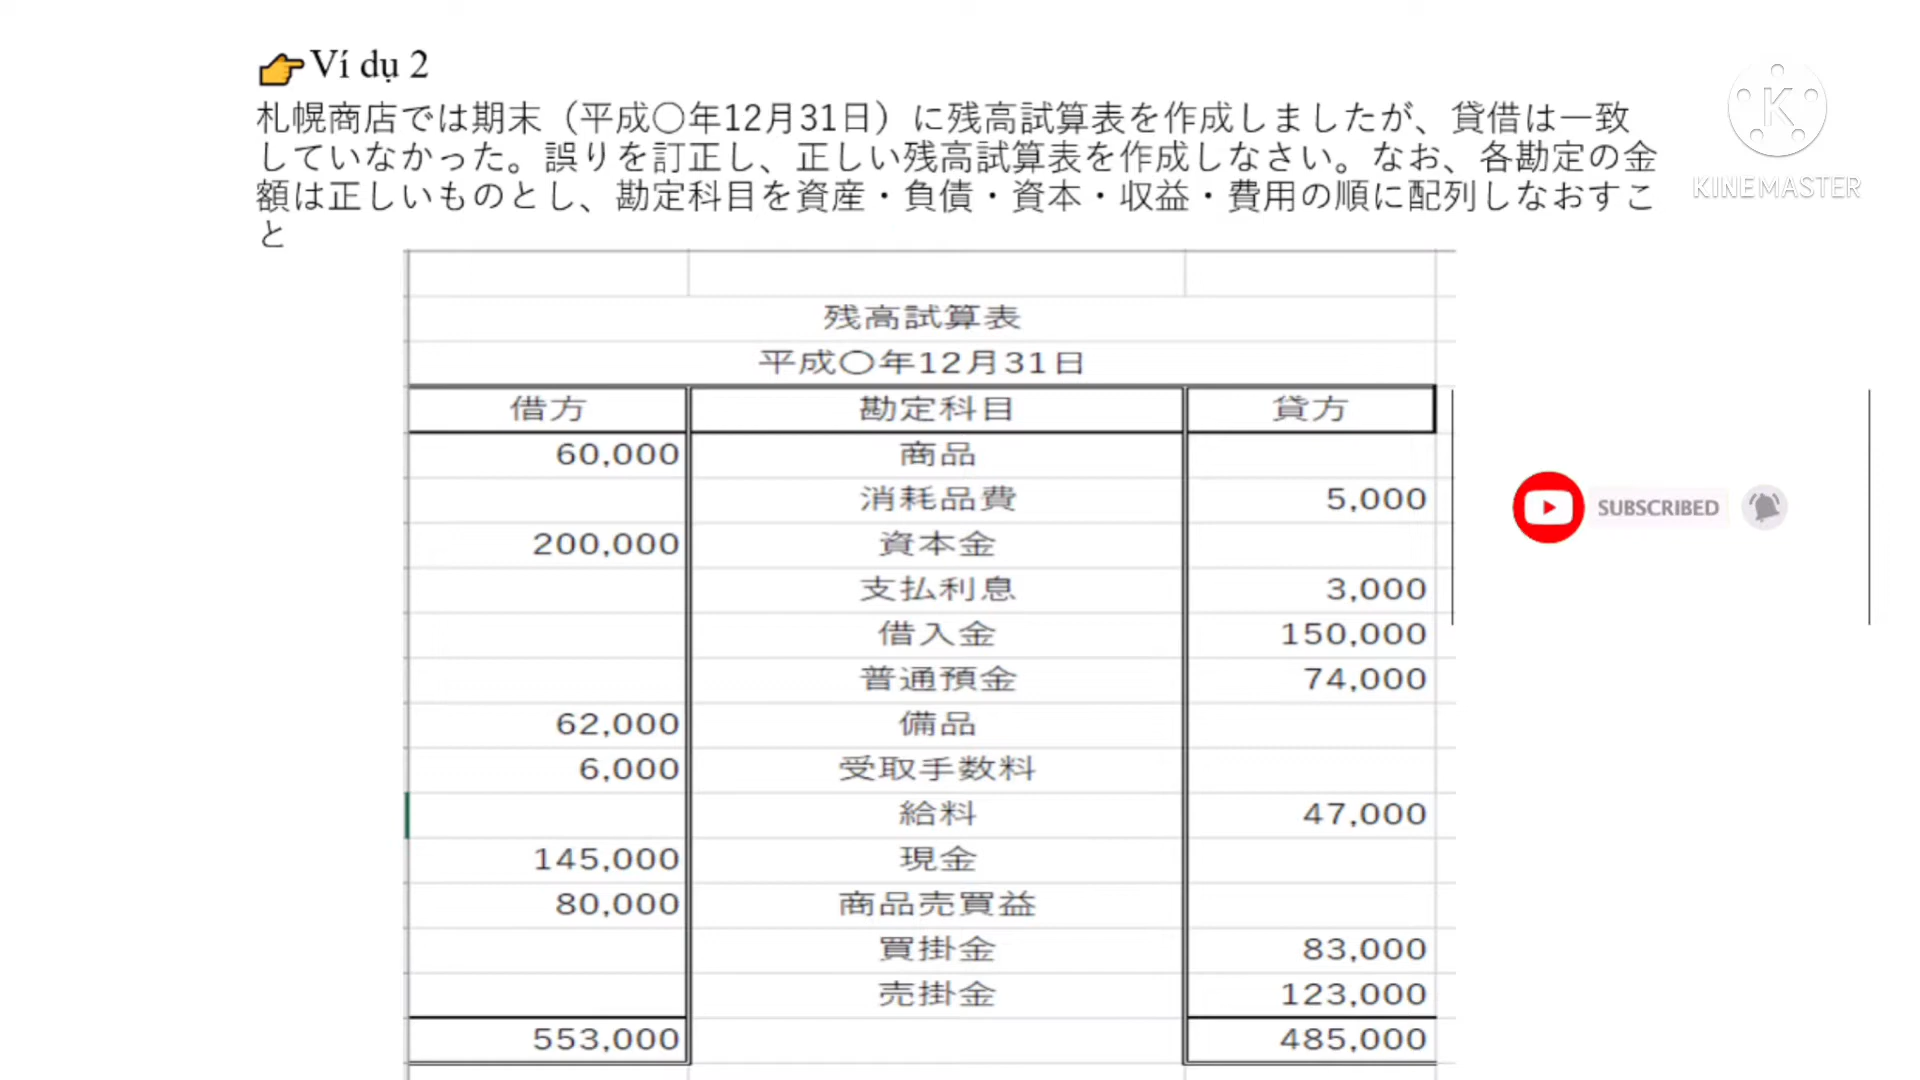 Ví dụ 2
札幌商店では期末（平成〇年12月31日）に残高試算表を作成しましたが、貸借は一致
していなかった。誤りを訂正し、正しい残高試算表を作成しなさい。なお、各勘定の金
額は正しいものとし、勘定科目を資産・負債・資本・収益・費用の順に配列しなおすこ
と
K
KINEMASTER
残高試算表
平成〇年12月31日
借方 勘定科目 貸方
60,000 商品
消耗品費 5,000
200,000 資本金
支払利息 3,000
借入金 150,000
普通預金 74,000
62,000 備品
6,000 受取手数料
給料 47,000
145,000 現金
80,000 商品売買益
買掛金 83,000
売掛金 123,000
553,000 485,000
SUBSCRIBED